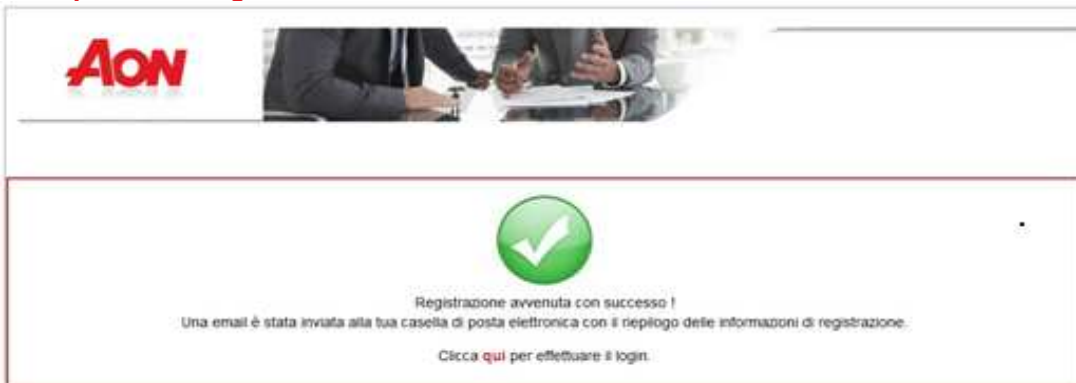 AON
Registrazione avvenuta con successo !
Una email è stata inviata alla tua casella di posta elettronica con il riepilogo delle informazioni di registrazione.
Clicca qui per effettuare il login.